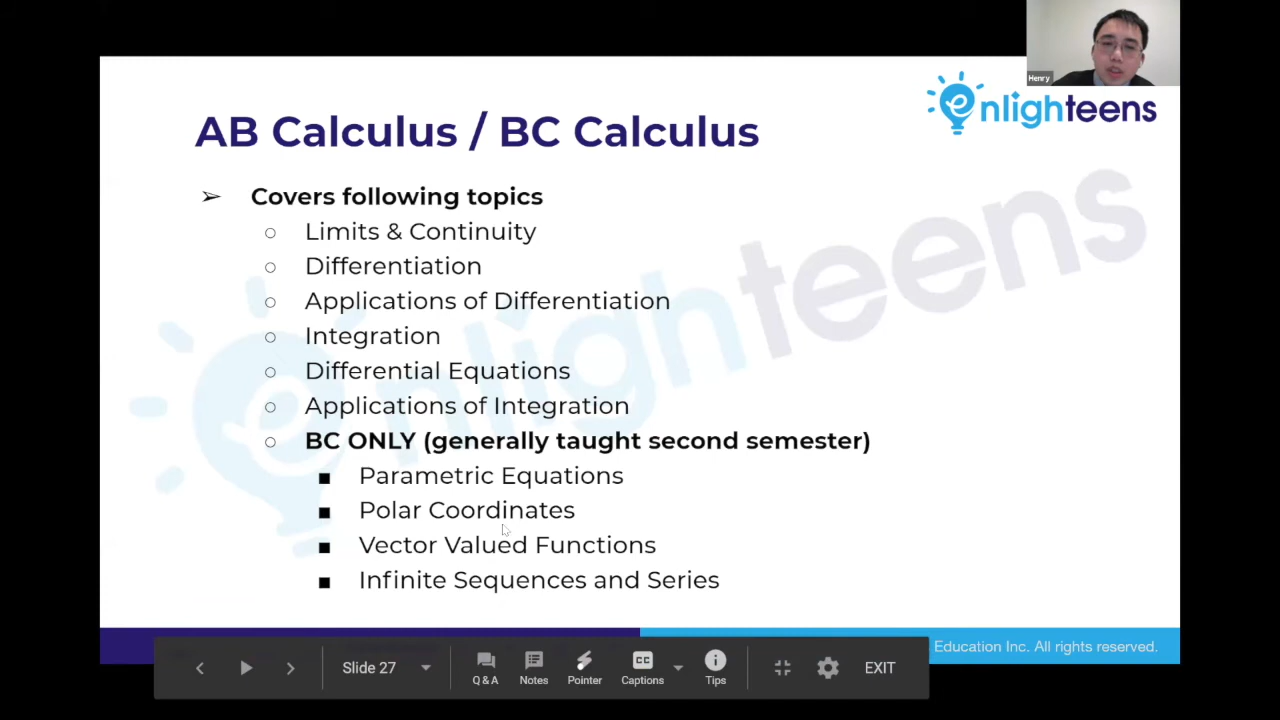 Henry
enlighteens
AB Calculus / BC Calculus
➢ Covers following topics
○ Limits & Continuity
○ Differentiation
○ Applications of Differentiation
○ Integration
○ Differential Equations
○ Applications of Integration
○ BC ONLY (generally taught second semester)
■ Parametric Equations
■ Polar Coordinates
■ Vector Valued Functions
■ Infinite Sequences and Series
enlighteens
Education Inc. All rights reserved.
Slide 27
Q & A
Notes
Pointer
CC
Captions
Tips
EXIT